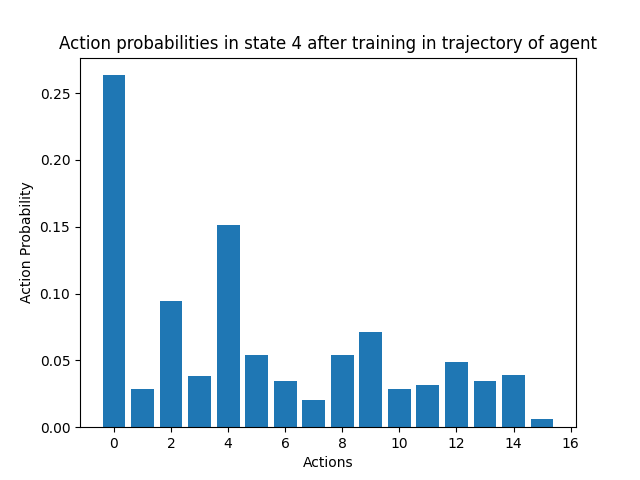 Action probabilities in state 4 after training in trajectory of agent
Action Probability
0.25
0.20
0.15
0.10
0.05
0.00
0 2 4 6 8 10 12 14 16
Actions